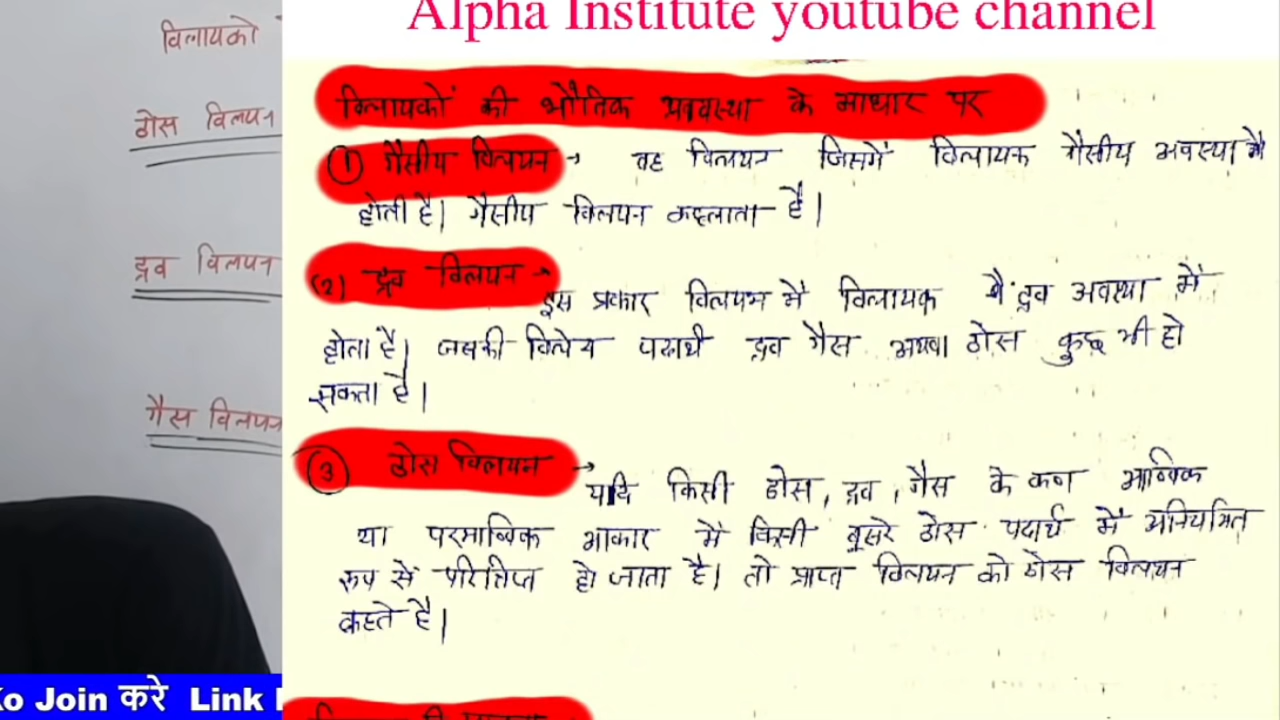 Alpha Institute youtube channel
विलायको
ठोस विलयन
द्रव विलयन
गैस विलयन
विलायकों की भौतिक अवस्था के आधार पर
① गैसीय विलयन → वह विलयन जिसमें विलायक गैसीय अवस्था में
होती है। गैसीय विलयन कहलाता है।
(2) द्रव विलयन →
इस प्रकार विलयन में विलायक में द्रव अवस्था में
होता है। जबकी विलेय पदार्थ द्रव गैस अथवा ठोस कुछ भी हो
सकता है।
③ ठोस विलयन →
यदि किसी ठोस, द्रव, गैस के कण आण्विक
या परमाण्विक आकार में किसी दूसरे ठोस पदार्थ में अनियमित
रूप से परिक्षिप्त हो जाता है। तो प्राप्त विलयन को ठोस विलयन
कहते है।
Ko Join करे Link